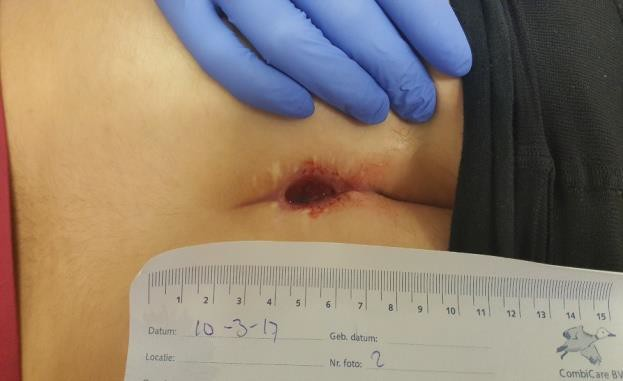 1 2 3 4 5 6 7 8 9 10 11 12 13 14 15
Datum: 10-3-17
Geb. datum:
Locatie:
Nr. foto: 2
CombiCare BV